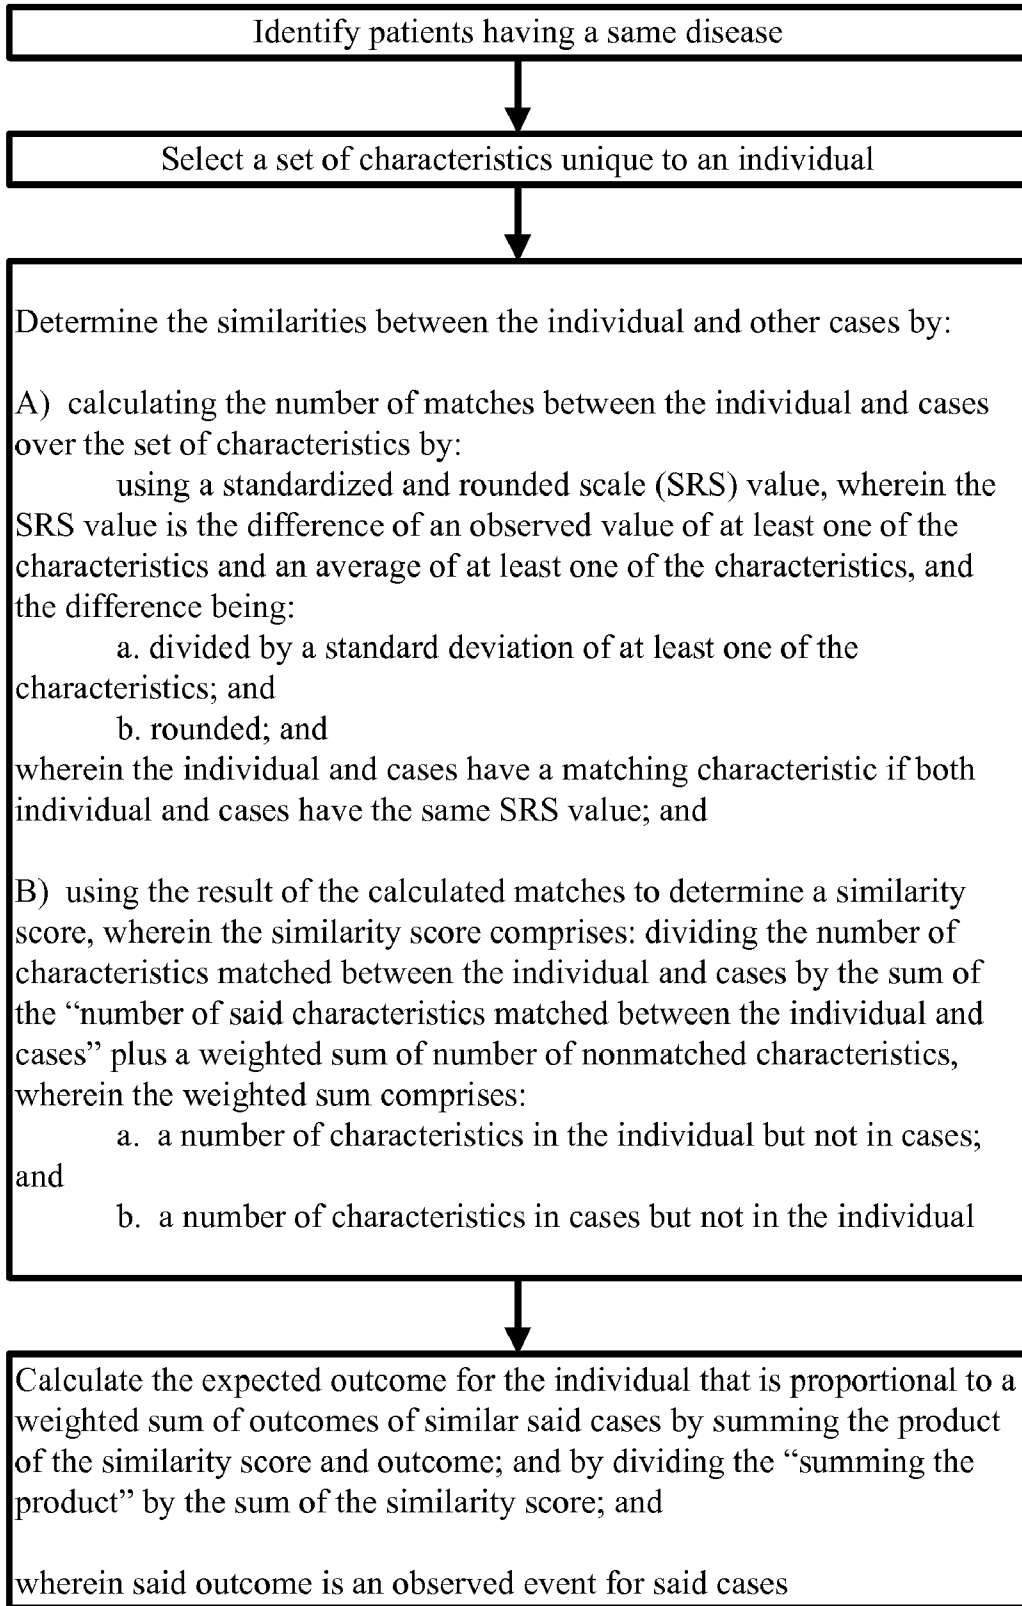 Identify patients having a same disease
Select a set of characteristics unique to an individual
Determine the similarities between the individual and other cases by:
A) calculating the number of matches between the individual and cases
over the set of characteristics by:
using a standardized and rounded scale (SRS) value, wherein the
SRS value is the difference of an observed value of at least one of the
characteristics and an average of at least one of the characteristics, and
the difference being:
a. divided by a standard deviation of at least one of the
characteristics; and
b. rounded; and
wherein the individual and cases have a matching characteristic if both
individual and cases have the same SRS value; and
B) using the result of the calculated matches to determine a similarity
score, wherein the similarity score comprises: dividing the number of
characteristics matched between the individual and cases by the sum of
the “number of said characteristics matched between the individual and
cases” plus a weighted sum of number of nonmatched characteristics,
wherein the weighted sum comprises:
a. a number of characteristics in the individual but not in cases;
and
b. a number of characteristics in cases but not in the individual
Calculate the expected outcome for the individual that is proportional to a
weighted sum of outcomes of similar said cases by summing the product
of the similarity score and outcome; and by dividing the “summing the
product” by the sum of the similarity score; and
wherein said outcome is an observed event for said cases